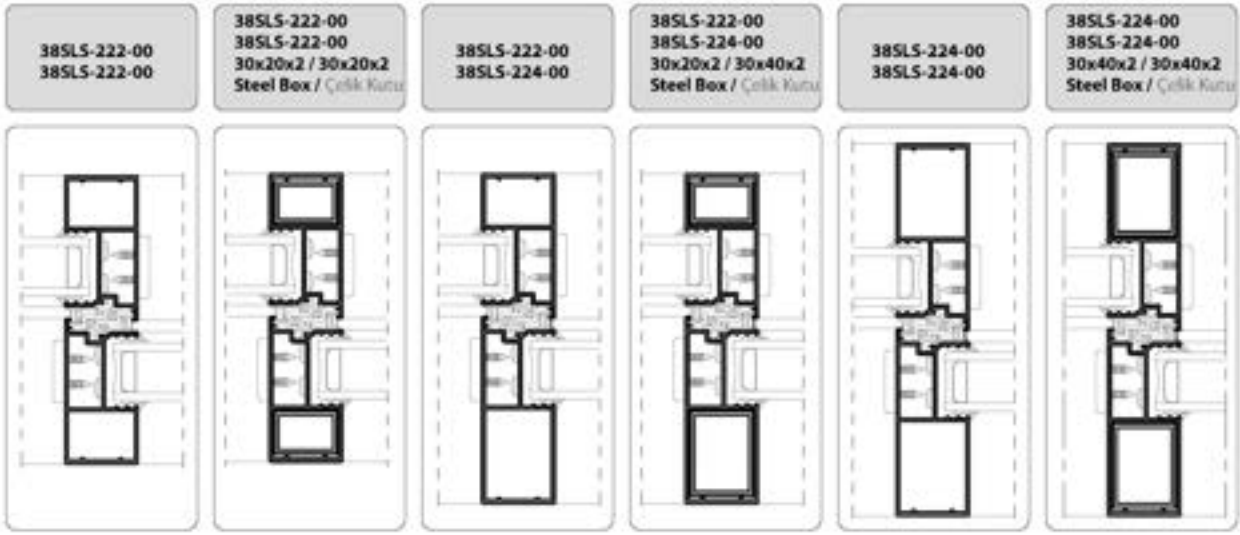 38SLS-222-00
38SLS-222-00
38SLS-222-00
38SLS-222-00
30x20x2 / 30x20x2
Steel Box / Çelik Kutu
38SLS-222-00
38SLS-224-00
38SLS-222-00
38SLS-224-00
30x20x2 / 30x40x2
Steel Box / Çelik Kutu
38SLS-224-00
38SLS-224-00
38SLS-224-00
38SLS-224-00
30x40x2 / 30x40x2
Steel Box / Çelik Kutu